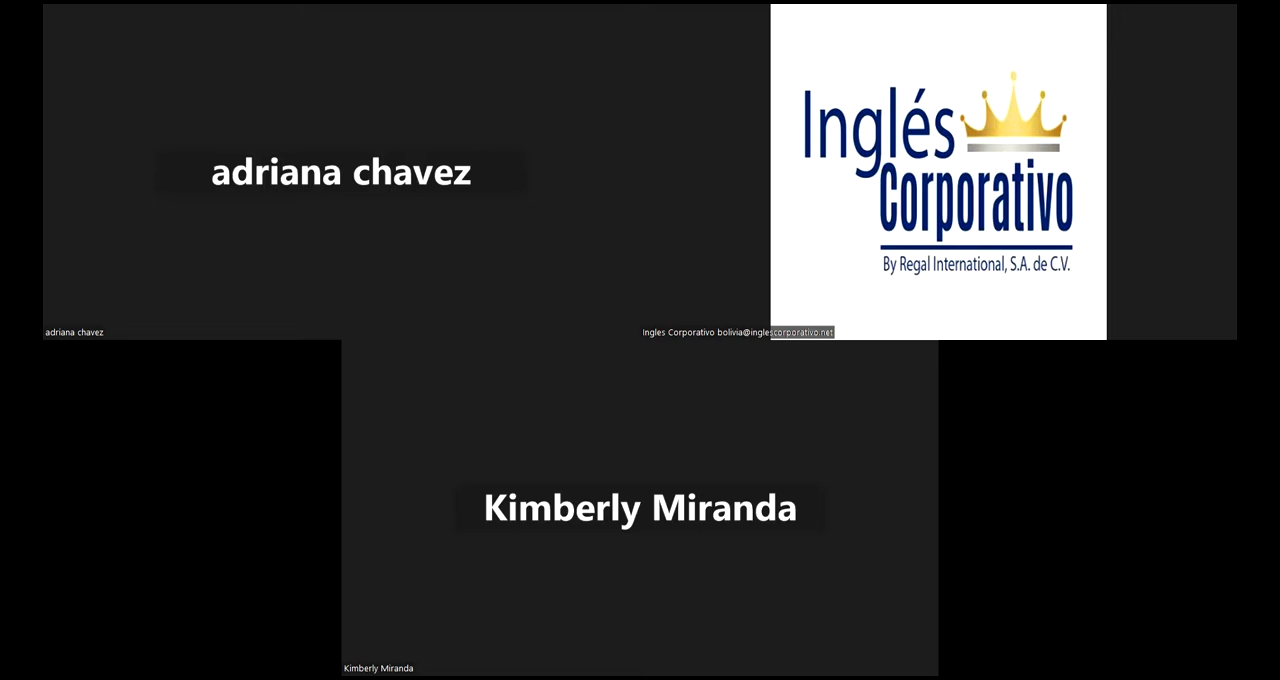 adriana chavez
adriana chavez
Inglés
Corporativo
By Regal International, S.A. de C.V.
Ingles Corporativo bolivia@inglescorporativo.net
Kimberly Miranda
Kimberly Miranda